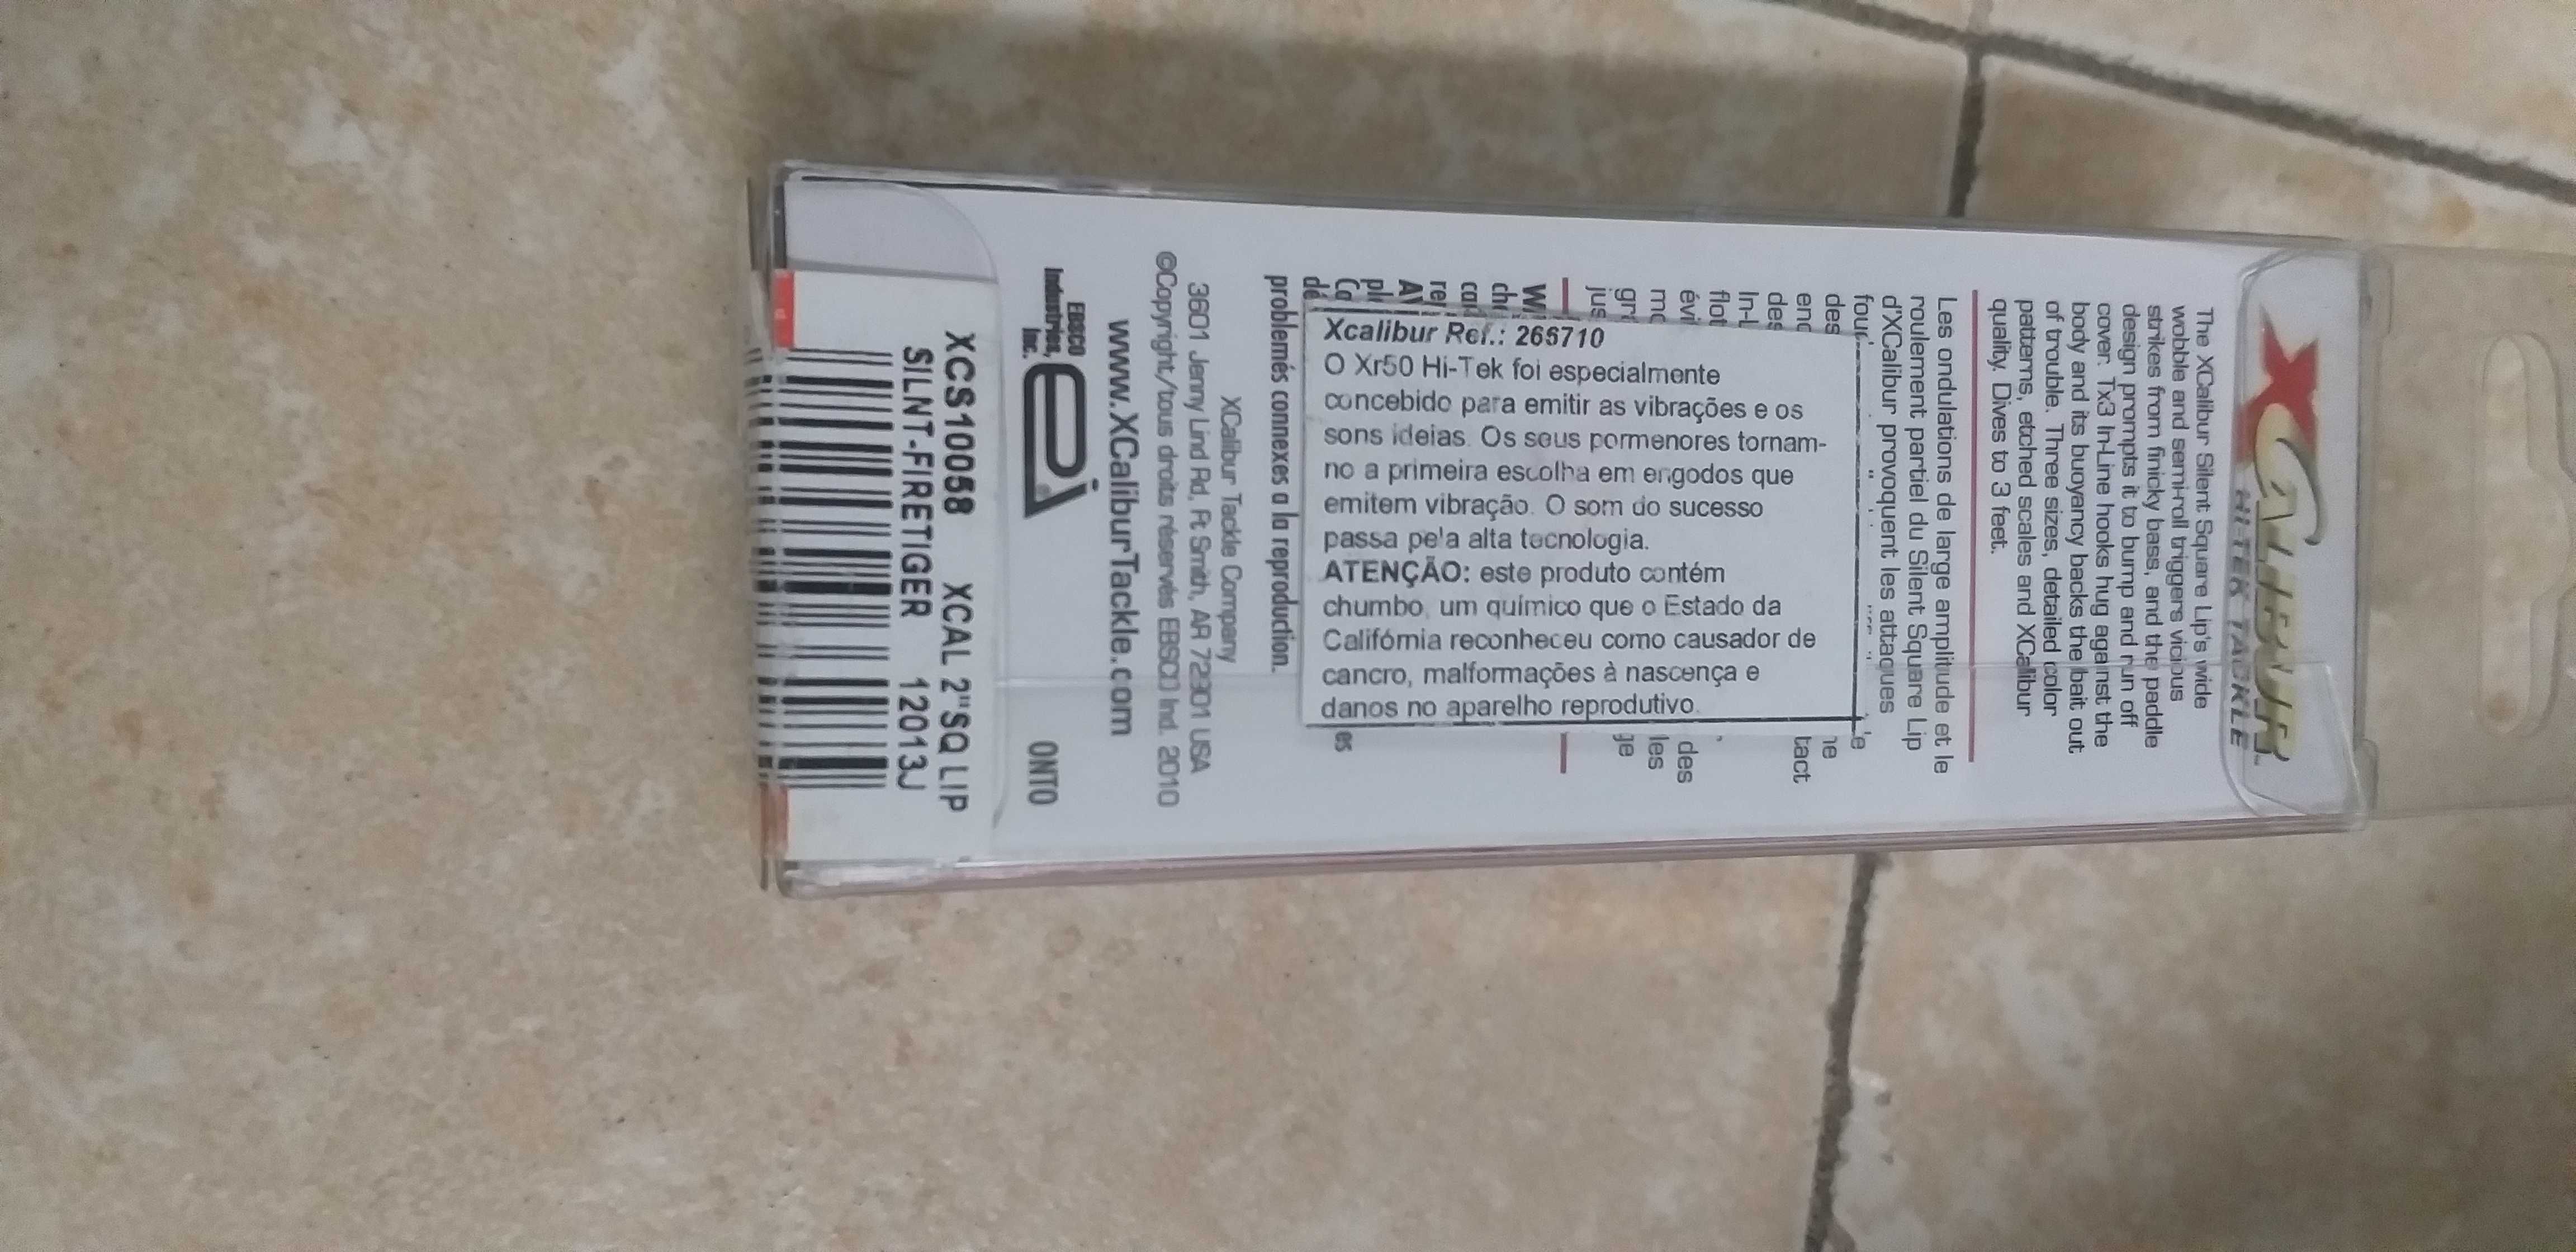 XCALIBUR
HI-TEK TACKLE
The XCalibur Silent Square Lip's wide
wobble and semi-roll triggers vicious
strikes from finicky bass, and the paddle
design prompts it to bump and run off
cover. Tx3 In-Line hooks hug against the
body and its buoyancy backs the bait out
of trouble. Three sizes, detailed color
patterns, etched scales and XCalibur
quality. Dives to 3 feet.
Les ondulations de large amplitude et le
roulement partiel du Silent Square Lip
d'XCalibur provoquent les attaques
des
les
tact
problemés connexes a la reproduction.
Xcalibur Ref.: 266710
O Xr50 Hi-Tek foi especialmente
concebido para emitir as vibrações e os
sons ideias. Os seus pormenores tornam-
no a primeira escolha em engodos que
emitem vibração. O som do sucesso
passa pela alta tecnologia.
ATENÇÃO: este produto contém
chumbo, um químico que o Estado da
Califórnia reconheceu como causador de
cancro, malformações à nascença e
danos no aparelho reprodutivo.
XCalibur Tackle Company
3601 Jenny Lind Rd, Ft Smith, AR 72901 USA
©Copyright/tous droits réservés EBSCO Ind. 2010
www.XCaliburTackle.com
EBSCO
Industries,
Inc.
ONTO
XCS10058 XCAL 2"SQ LIP
SILNT-FIRETIGER 12013J